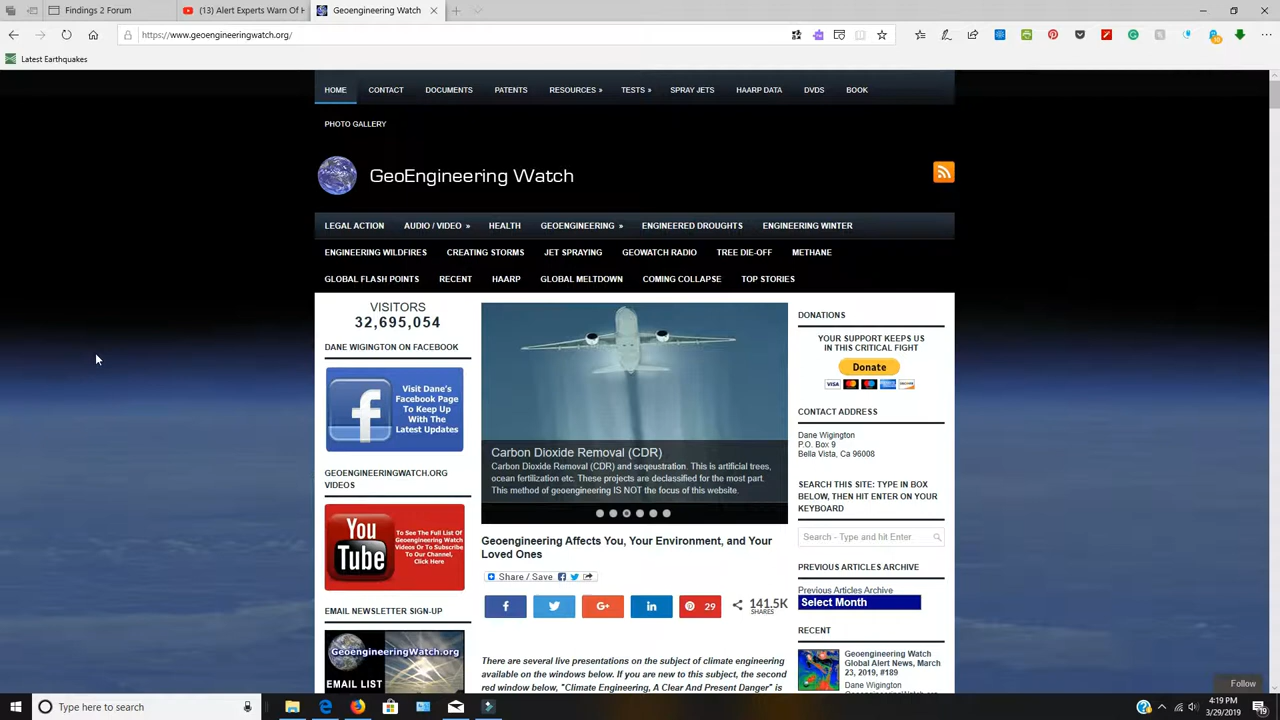 Findings 2 Forum
(13) Alert Experts Warn Of H
Geoengineering Watch
https://www.geoengineeringwatch.org/
Latest Earthquakes
HOME CONTACT DOCUMENTS PATENTS RESOURCES » TESTS » SPRAY JETS HAARP DATA DVDS BOOK
PHOTO GALLERY
GeoEngineering Watch
LEGAL ACTION AUDIO / VIDEO » HEALTH GEOENGINEERING » ENGINEERED DROUGHTS ENGINEERING WINTER
ENGINEERING WILDFIRES CREATING STORMS JET SPRAYING GEOWATCH RADIO TREE DIE-OFF METHANE
GLOBAL FLASH POINTS RECENT HAARP GLOBAL MELTDOWN COMING COLLAPSE TOP STORIES
VISITORS
32,695,054
DANE WIGINGTON ON FACEBOOK
Visit Dane's
Facebook Page
To Keep Up
With The
Latest Updates
GEOENGINEERINGWATCH.ORG
VIDEOS
You
Tube
To See The Full List Of
Geoengineering Watch
Videos Or To Subscribe
To Our Channel,
Click Here
EMAIL NEWSLETTER SIGN-UP
GeoengineeringWatch.org
EMAIL LIST
Carbon Dioxide Removal (CDR)
Carbon Dioxide Removal (CDR) and seqeustration. This is artificial trees,
ocean fertilization etc. These projects are declassified for the most part.
This method of geoengineering IS NOT the focus of this website.
Geoengineering Affects You, Your Environment, and Your
Loved Ones
Share / Save
29
141.5K
SHARES
There are several live presentations on the subject of climate engineering
available on the windows below. If you are new to this subject, the second
red window below, "Climate Engineering, A Clear And Present Danger" is
DONATIONS
YOUR SUPPORT KEEPS US
IN THIS CRITICAL FIGHT
Donate
VISA
CONTACT ADDRESS
Dane Wigington
P.O. Box 9
Bella Vista, Ca 96008
SEARCH THIS SITE: TYPE IN BOX
BELOW, THEN HIT ENTER ON YOUR
KEYBOARD
Search - Type and hit Enter
PREVIOUS ARTICLES ARCHIVE
Previous Articles Archive
Select Month
RECENT
Geoengineering Watch
Global Alert News, March
23, 2019, #189
Dane Wigington
Follow
Type here to search
4:19 PM
3/29/2019